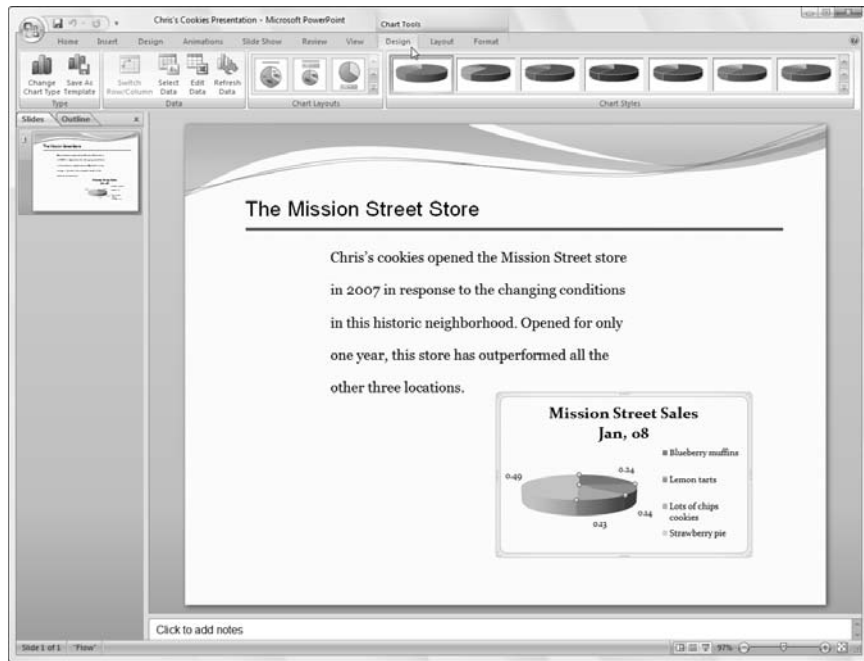 Chris's Cookies Presentation - Microsoft PowerPoint
Chart Tools
Home Insert Design Animations Slide Show Review View Design Layout Format
Change Chart Type
Save As Template
Switch Row/Column
Select Data
Edit Data
Refresh Data
Type Data Chart Layouts Chart Styles
Slides Outline x
1
The Mission Street Store
Chris's cookies opened the Mission Street store
in 2007 in response to the changing conditions
in this historic neighborhood. Opened for only
one year, this store has outperformed all the
other three locations.
Mission Street Sales
Jan, 08
Blueberry muffins
Lemon tarts
Lots of chips
cookies
Strawberry pie
0.49
0.24
0.14
0.13
Click to add notes
Slide 1 of 1 "Flow" 97%